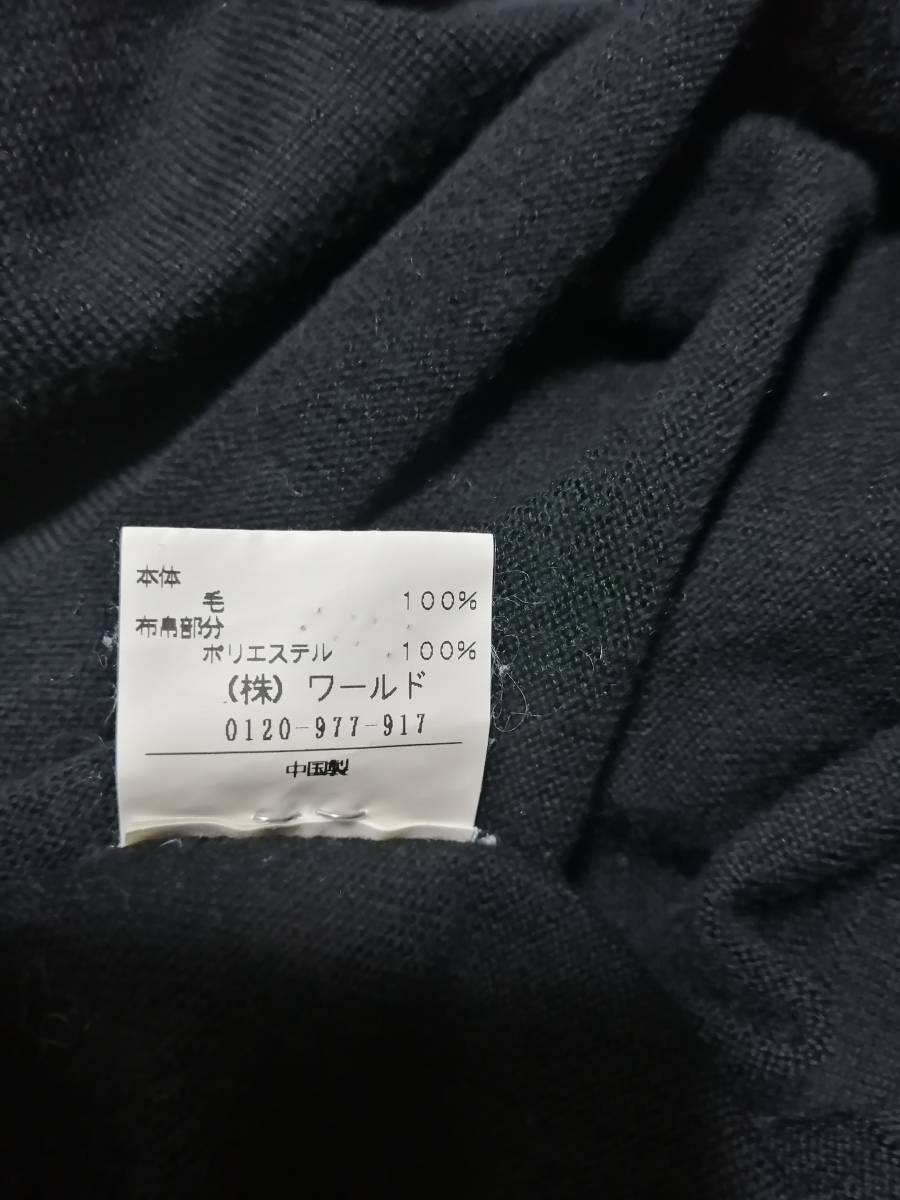 本体
毛 100%
布帛部分
ポリエステル 100%
(株) ワールド
0120-977-917
中国製